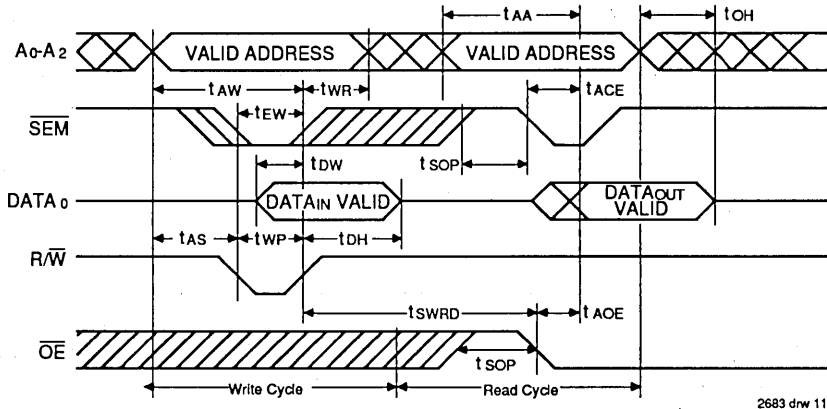 tAA
tOH
A0-A2
VALID ADDRESS
VALID ADDRESS
tAW
tWR
tACE
tEW
SEM
tSOP
tDW
DATA0
DATAIN VALID
DATAOUT VALID
tAS
tWP
tDH
R/W
tSWRD
tAOE
OE
tSOP
Write Cycle
Read Cycle
2683 drw 11